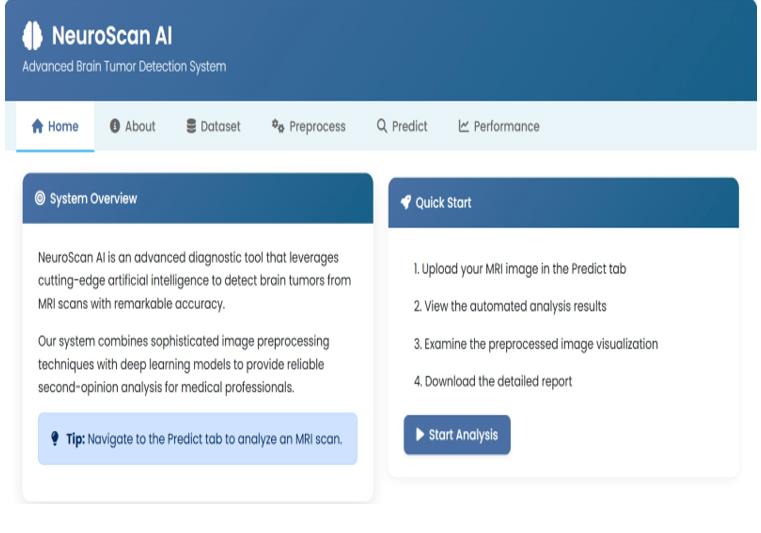 NeuroScan AI
Advanced Brain Tumor Detection System
Home About Dataset Preprocess Predict Performance
System Overview
NeuroScan AI is an advanced diagnostic tool that leverages
cutting-edge artificial intelligence to detect brain tumors from
MRI scans with remarkable accuracy.
Our system combines sophisticated image preprocessing
techniques with deep learning models to provide reliable
second-opinion analysis for medical professionals.
Tip: Navigate to the Predict tab to analyze an MRI scan.
Quick Start
1. Upload your MRI image in the Predict tab
2. View the automated analysis results
3. Examine the preprocessed image visualization
4. Download the detailed report
Start Analysis